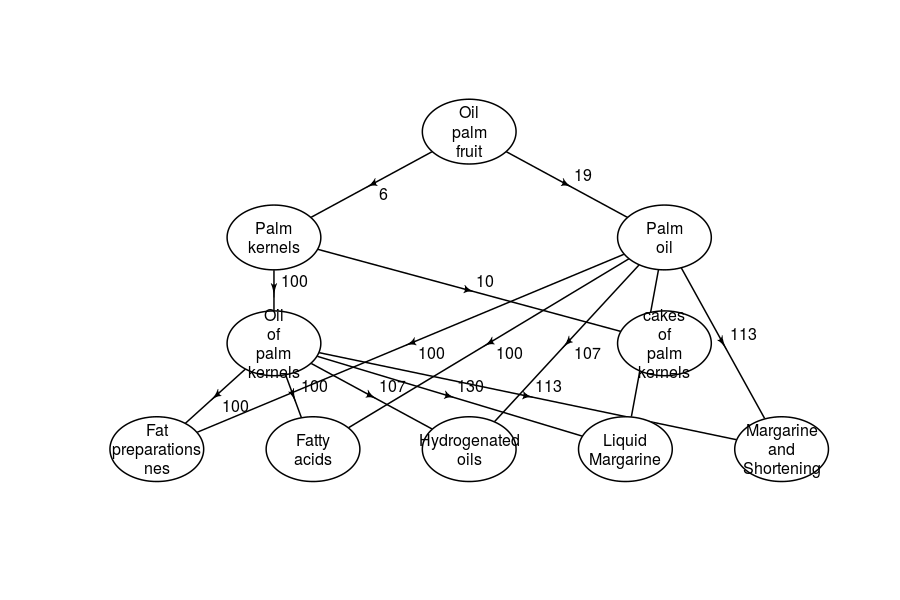 Oil
palm
fruit
19
6
Palm
kernels
Palm
oil
100
10
Oil
of
palm
kernels
cakes
of
palm
kernels
113
100
100
107
100
100
107
130
113
Fat
preparations
nes
Fatty
acids
Hydrogenated
oils
Liquid
Margarine
Margarine
and
Shortening